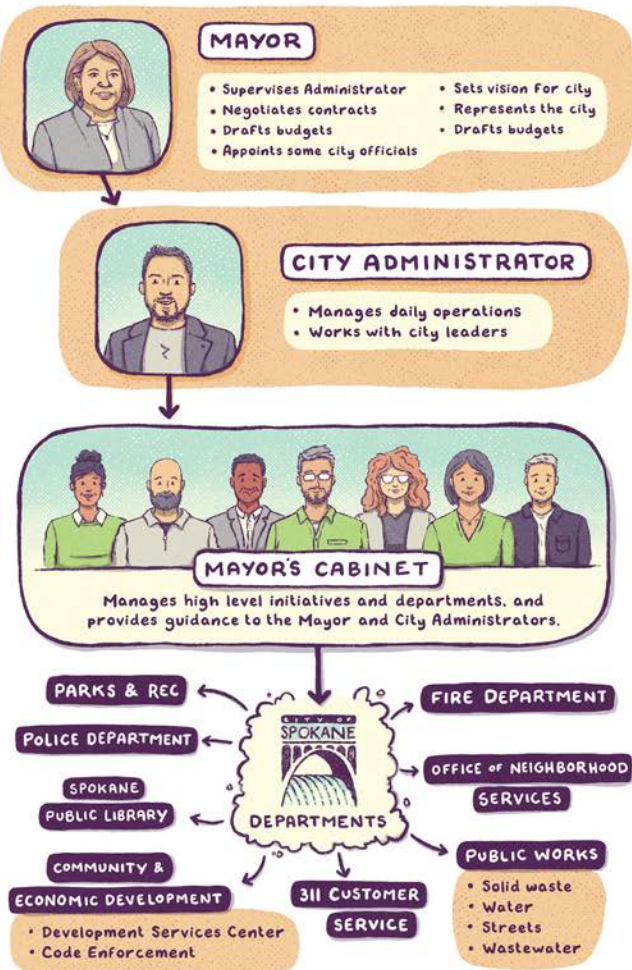 MAYOR
• Supervises Administrator
• Negotiates contracts
• Drafts budgets
• Appoints some city officials
• Sets vision for city
• Represents the city
• Drafts budgets
CITY ADMINISTRATOR
• Manages daily operations
• Works with city leaders
MAYOR'S CABINET
Manages high level initiatives and departments, and
provides guidance to the Mayor and City Administrators.
CITY OF
SPOKANE
DEPARTMENTS
PARKS & REC
POLICE DEPARTMENT
SPOKANE
PUBLIC LIBRARY
COMMUNITY &
ECONOMIC DEVELOPMENT
• Development Services Center
• Code Enforcement
311 CUSTOMER
SERVICE
FIRE DEPARTMENT
OFFICE OF NEIGHBORHOOD
SERVICES
PUBLIC WORKS
• Solid waste
• Water
• Streets
• Wastewater